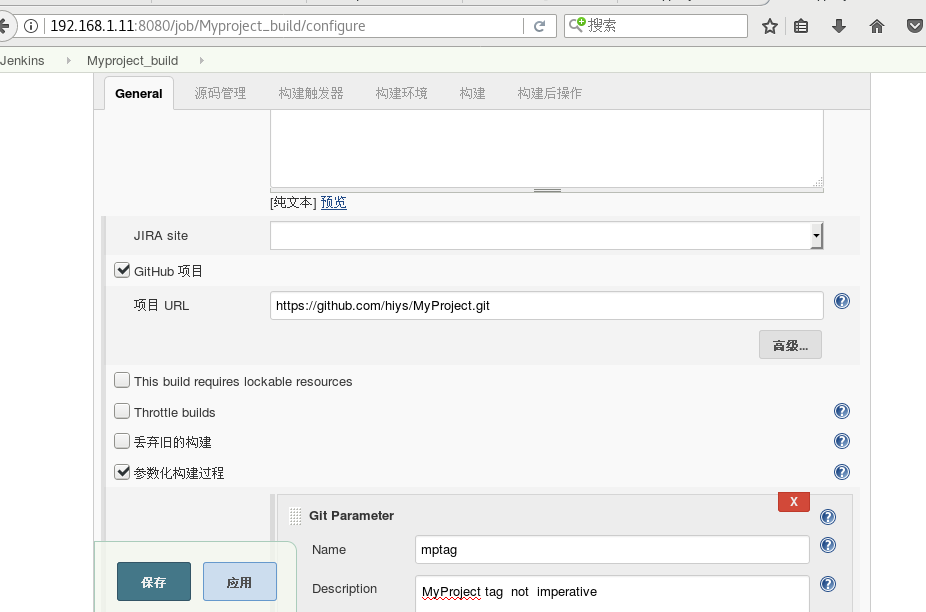 192.168.1.11:8080/job/Myproject_build/configure
搜索
Jenkins
Myproject_build
General 源码管理 构建触发器 构建环境 构建 构建后操作
[纯文本] 预览
JIRA site
GitHub 项目
项目 URL https://github.com/hiys/MyProject.git
高级...
This build requires lockable resources
Throttle builds
丢弃旧的构建
参数化构建过程
X
Git Parameter
Name mptag
保存 应用
Description MyProject tag not imperative